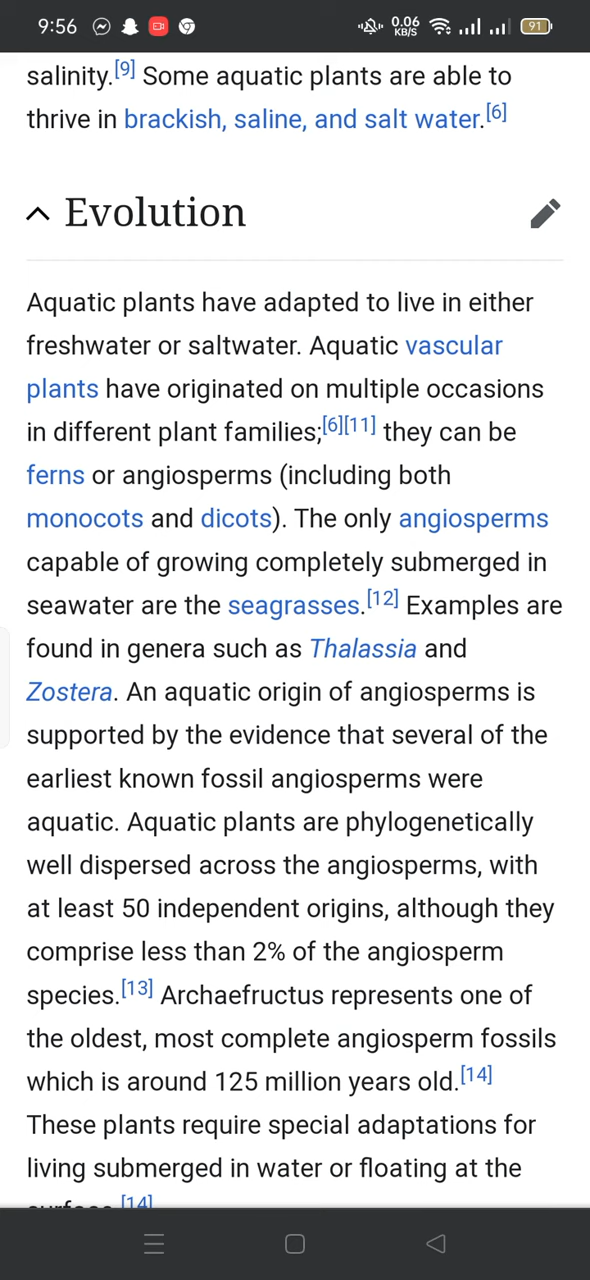 9:56 0.06 KB/S 91
salinity.[9] Some aquatic plants are able to
thrive in brackish, saline, and salt water.[6]
Evolution
Aquatic plants have adapted to live in either
freshwater or saltwater. Aquatic vascular
plants have originated on multiple occasions
in different plant families;[6][11] they can be
ferns or angiosperms (including both
monocots and dicots). The only angiosperms
capable of growing completely submerged in
seawater are the seagrasses.[12] Examples are
found in genera such as Thalassia and
Zostera. An aquatic origin of angiosperms is
supported by the evidence that several of the
earliest known fossil angiosperms were
aquatic. Aquatic plants are phylogenetically
well dispersed across the angiosperms, with
at least 50 independent origins, although they
comprise less than 2% of the angiosperm
species.[13] Archaefructus represents one of
the oldest, most complete angiosperm fossils
which is around 125 million years old.[14]
These plants require special adaptations for
living submerged in water or floating at the
surface.[14]